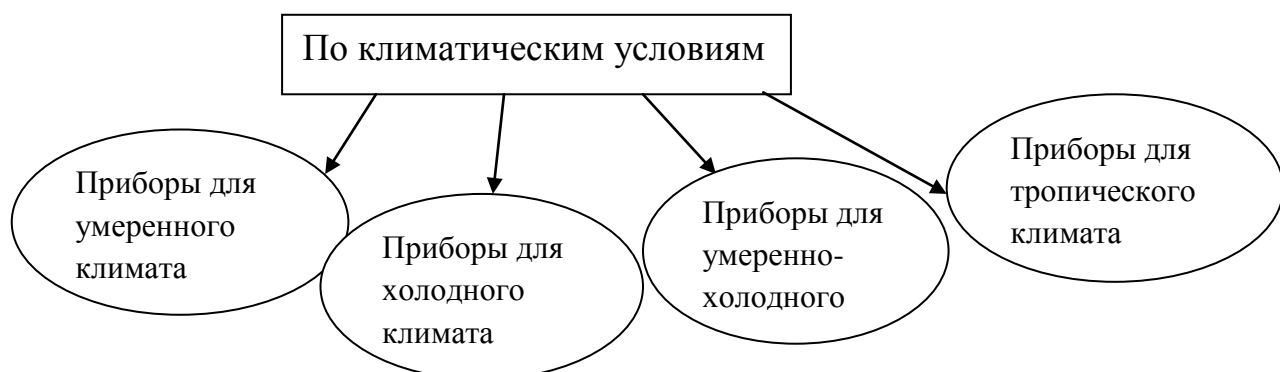 По климатическим условиям
Приборы для
умеренного
климата
Приборы для
холодного
климата
Приборы для
умеренно-
холодного
Приборы для
тропического
климата